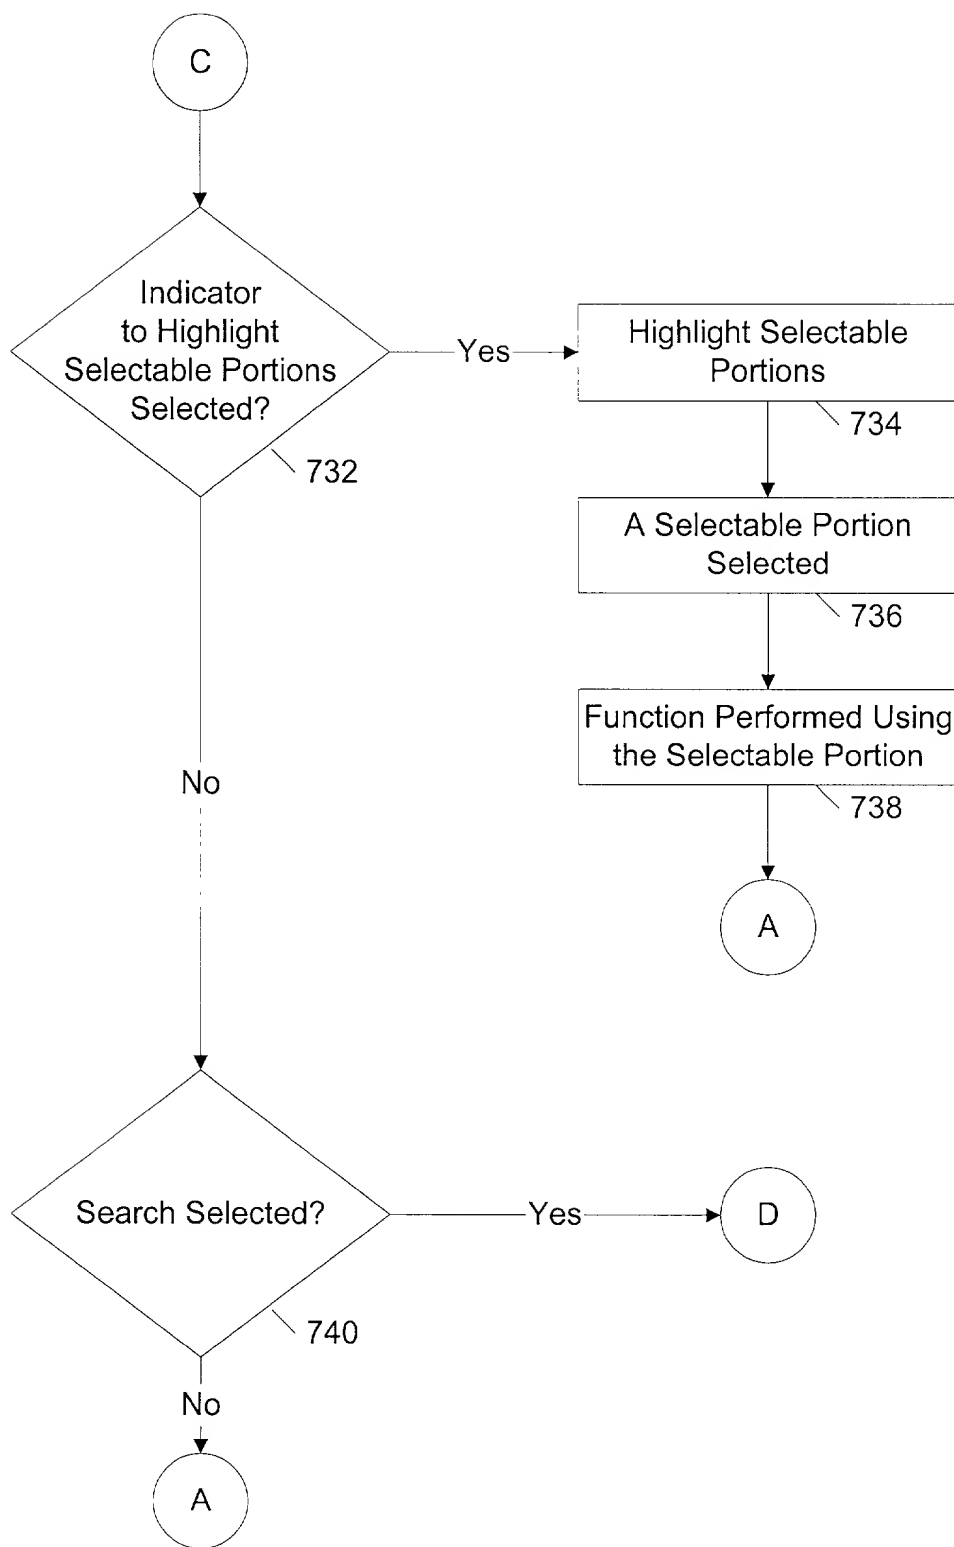 C
Indicator
to Highlight
Selectable Portions
Selected?
732
Yes
Highlight Selectable
Portions
734
A Selectable Portion
Selected
736
Function Performed Using
the Selectable Portion
738
A
No
Search Selected?
740
Yes
D
No
A